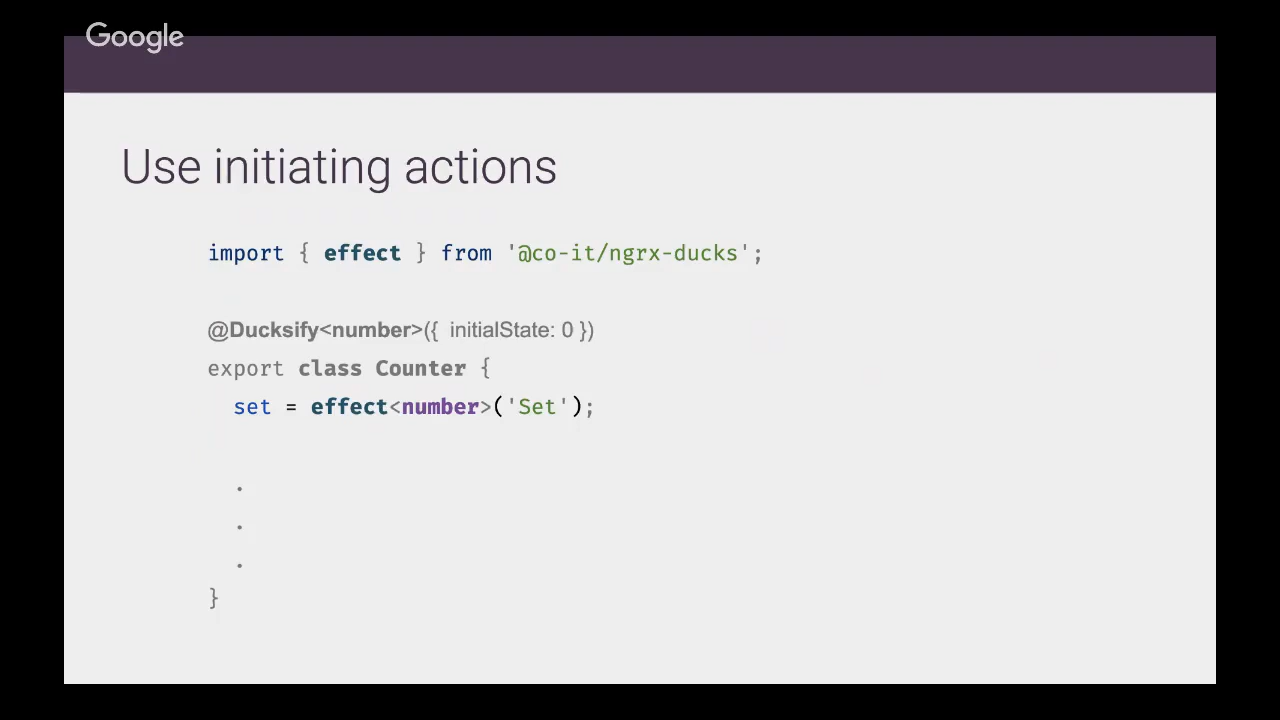 Google
Use initiating actions
import { effect } from '@co-it/ngrx-ducks';
@Ducksify<number>({ initialState: 0 })
export class Counter {
set = effect<number>('Set');
.
.
.
}